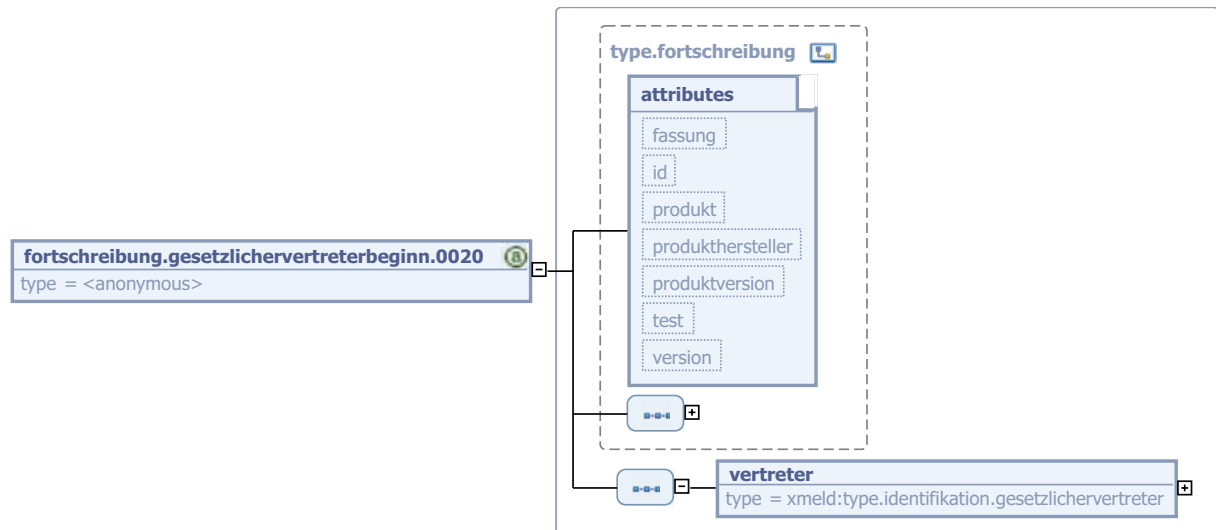 type.fortschreibung
attributes
fassung
id
produkt
fortschreibung.gesetzlichervertreterbeginn.0020 @
produkthersteller
type = <anonymous>
produktversion
test
version
vertreter
type = xmeld:type.identifikation.gesetzlichervertreter